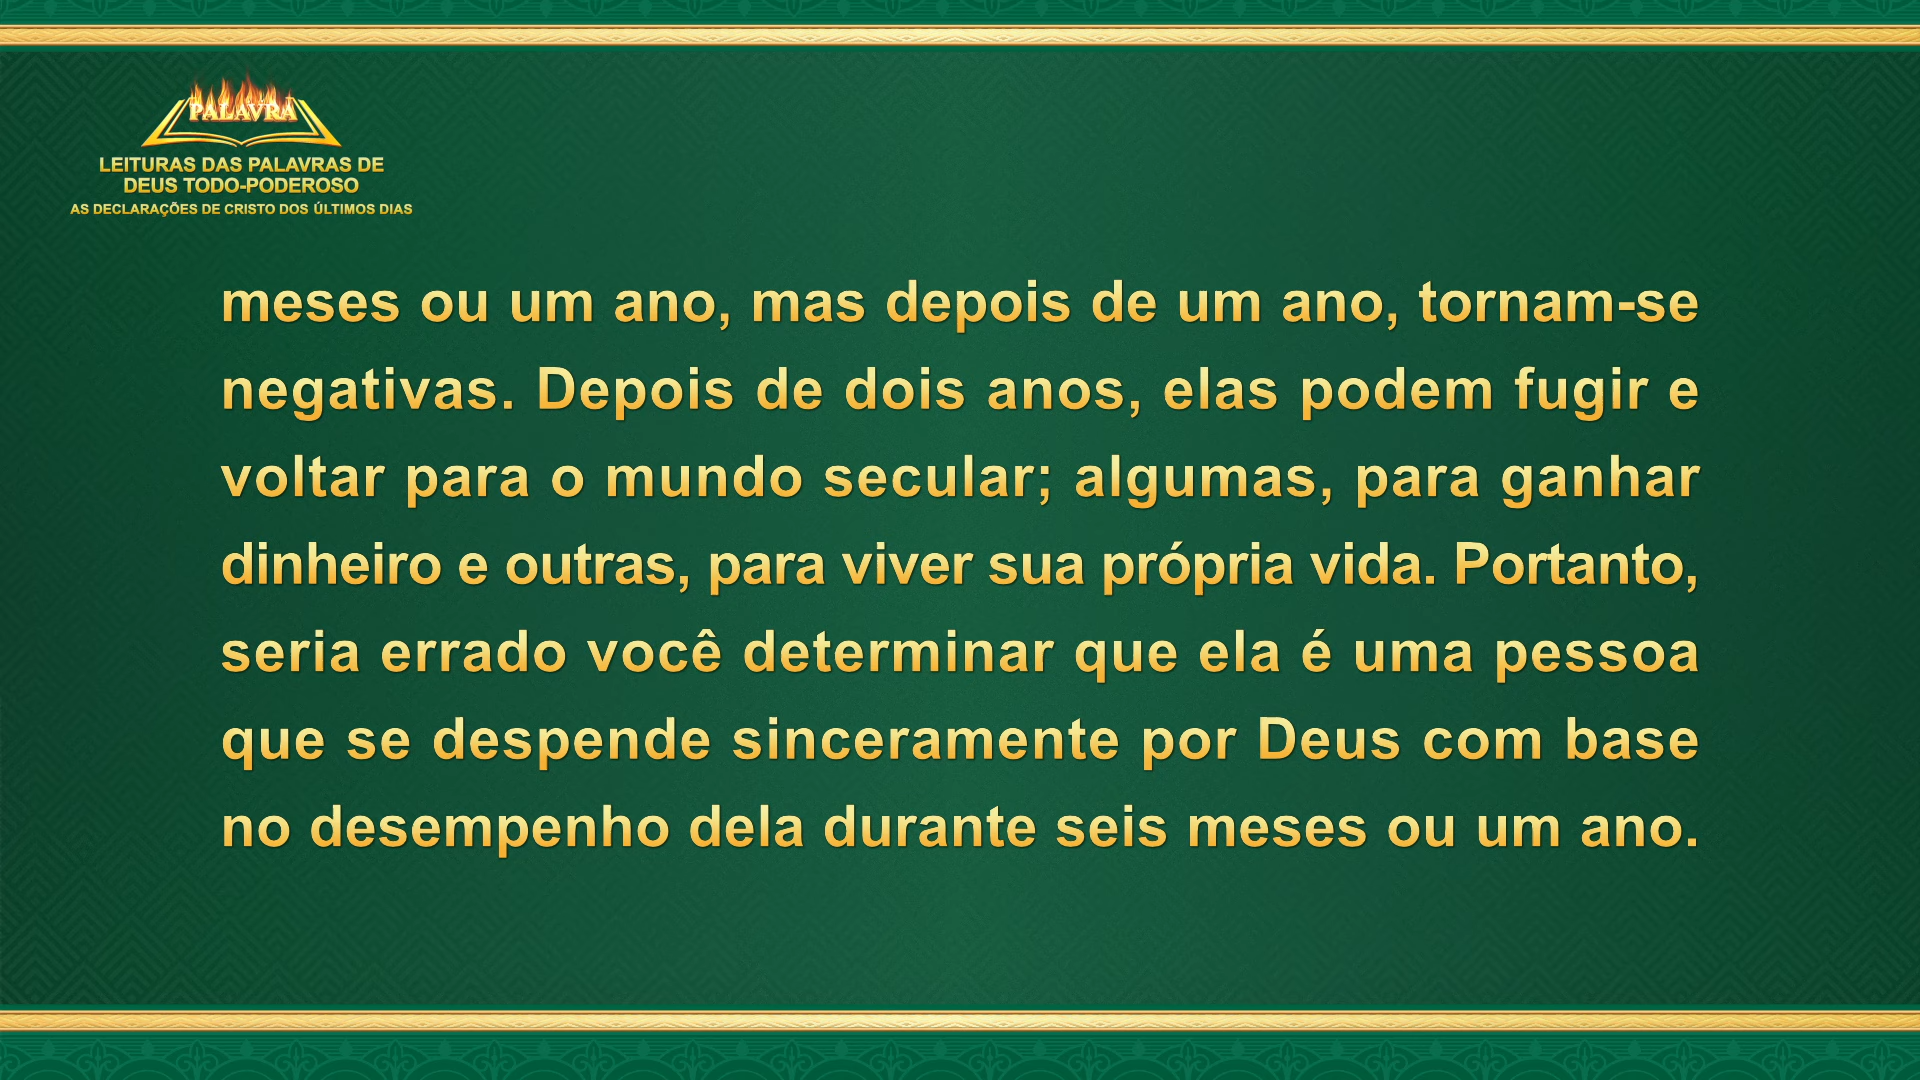 PALAVRA
LEITURAS DAS PALAVRAS DE
DEUS TODO-PODEROSO
AS DECLARAÇÕES DE CRISTO DOS ÚLTIMOS DIAS
meses ou um ano, mas depois de um ano, tornam-se
negativas. Depois de dois anos, elas podem fugir e
voltar para o mundo secular; algumas, para ganhar
dinheiro e outras, para viver sua própria vida. Portanto,
seria errado você determinar que ela é uma pessoa
que se despende sinceramente por Deus com base
no desempenho dela durante seis meses ou um ano.